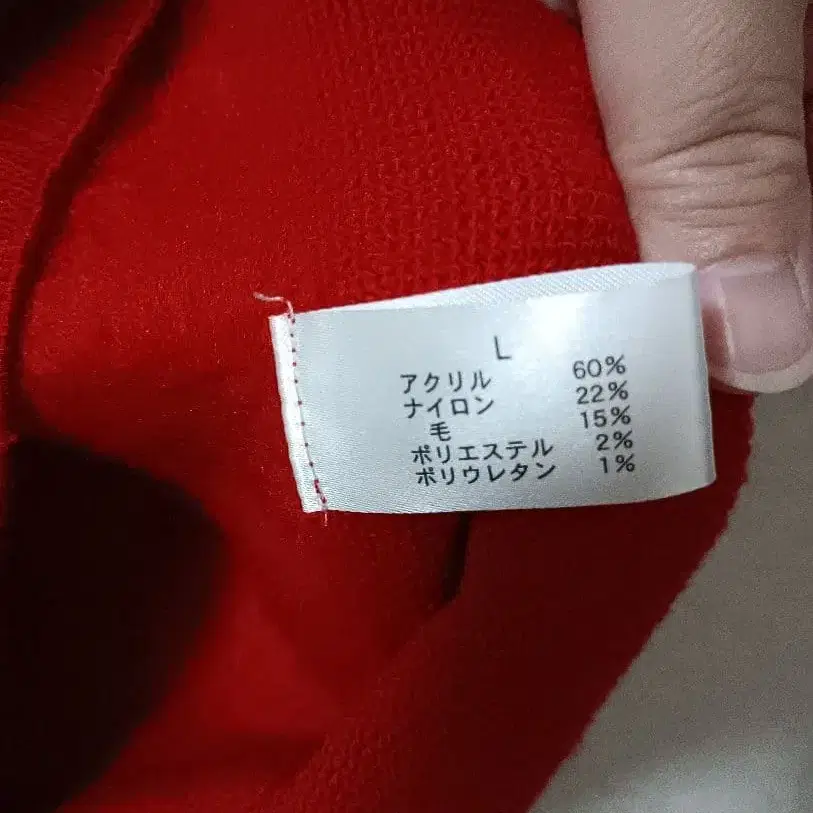 L
アクリル 60%
ナイロン 22%
毛 15%
ポリエステル 2%
ポリウレタン 1%